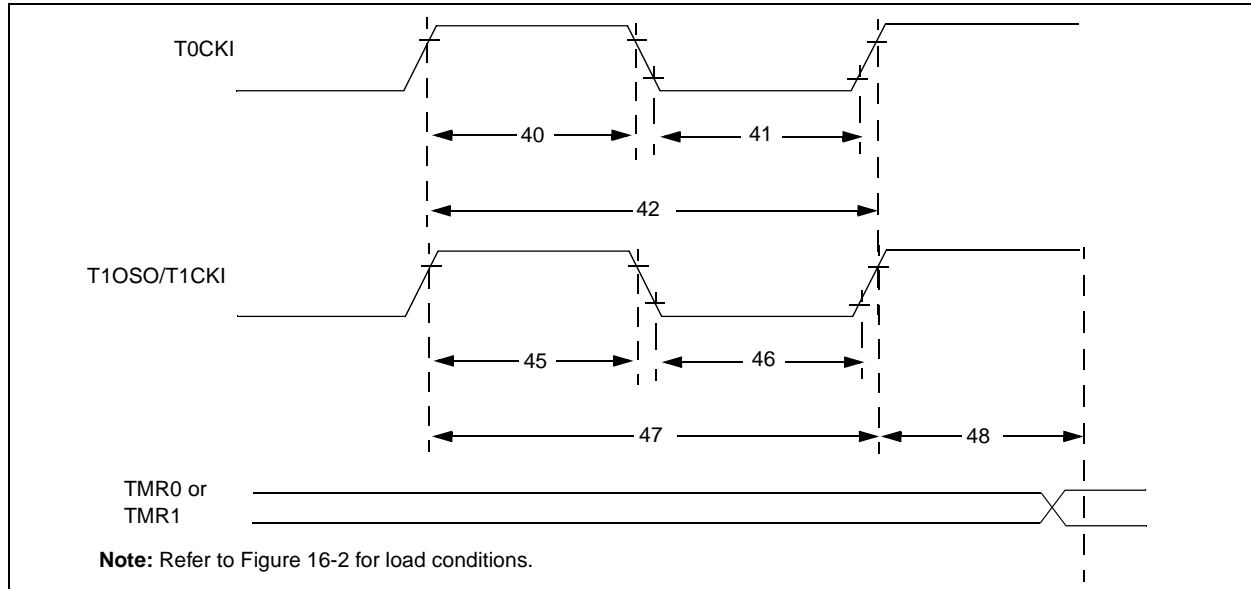 T0CKI
40
41
42
T1OSO/T1CKI
45
46
47
48
TMR0 or
TMR1
Note: Refer to Figure 16-2 for load conditions.